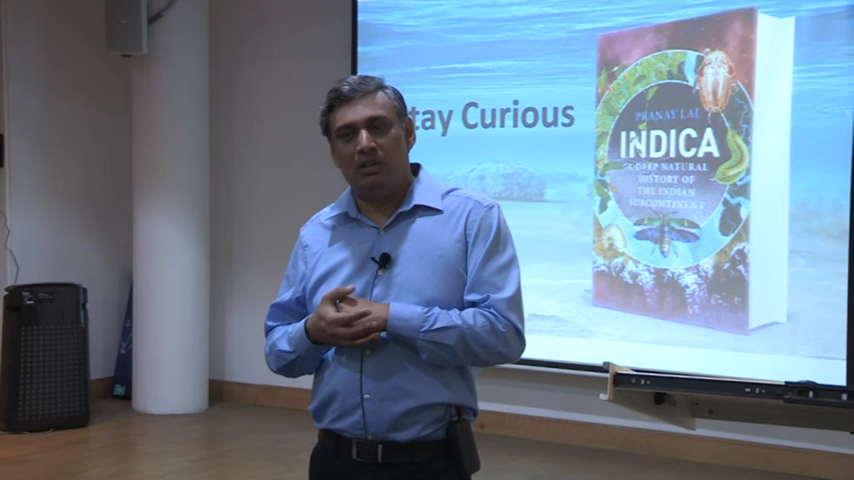 tay Curious
PRANAY LAL
INDICA
A DEEP NATURAL
HISTORY OF
THE INDIAN
SUBCONTINENT